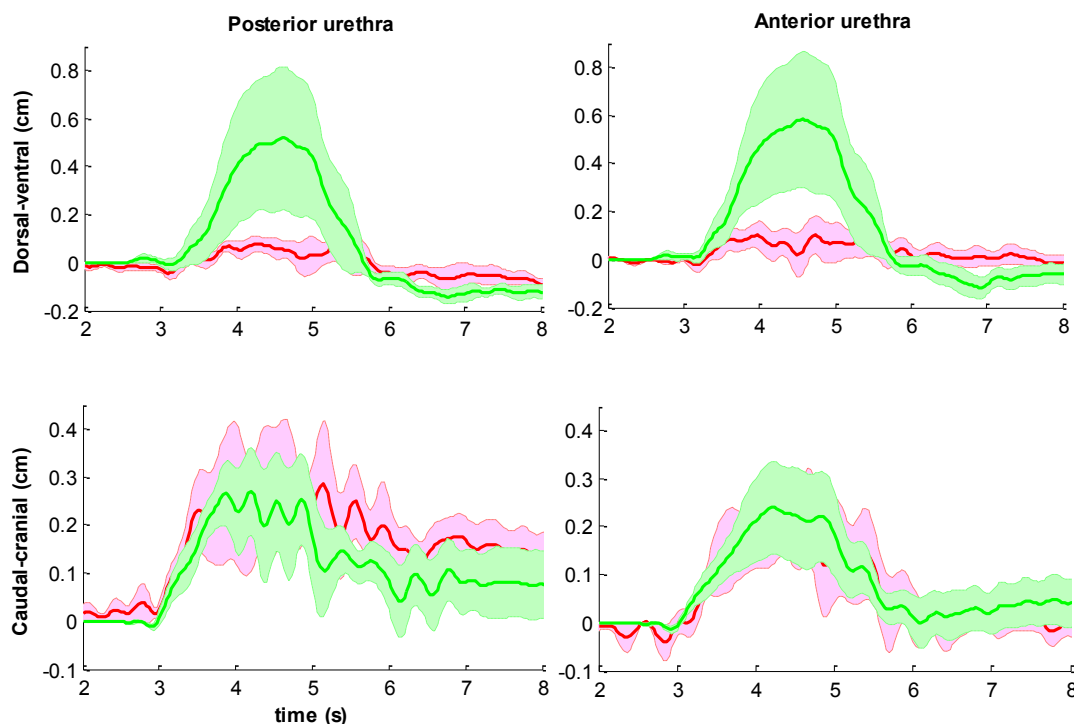 Posterior urethra
Anterior urethra
Dorsal-ventral (cm)
0.8
0.6
0.4
0.2
0
-0.2
2 3 4 5 6 7 8
0.8
0.6
0.4
0.2
0
-0.2
2 3 4 5 6 7 8
Caudal-cranial (cm)
0.4
0.3
0.2
0.1
0
-0.1
2 3 4 5 6 7 8
time (s)
0.4
0.3
0.2
0.1
0
-0.1
2 3 4 5 6 7 8